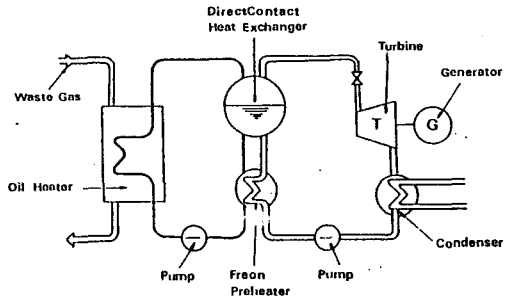 DirectContact
Heat Exchanger
Turbine
Generator
Waste Gas
T
G
Oil Heater
Condenser
Pump
Freon
Preheater
Pump